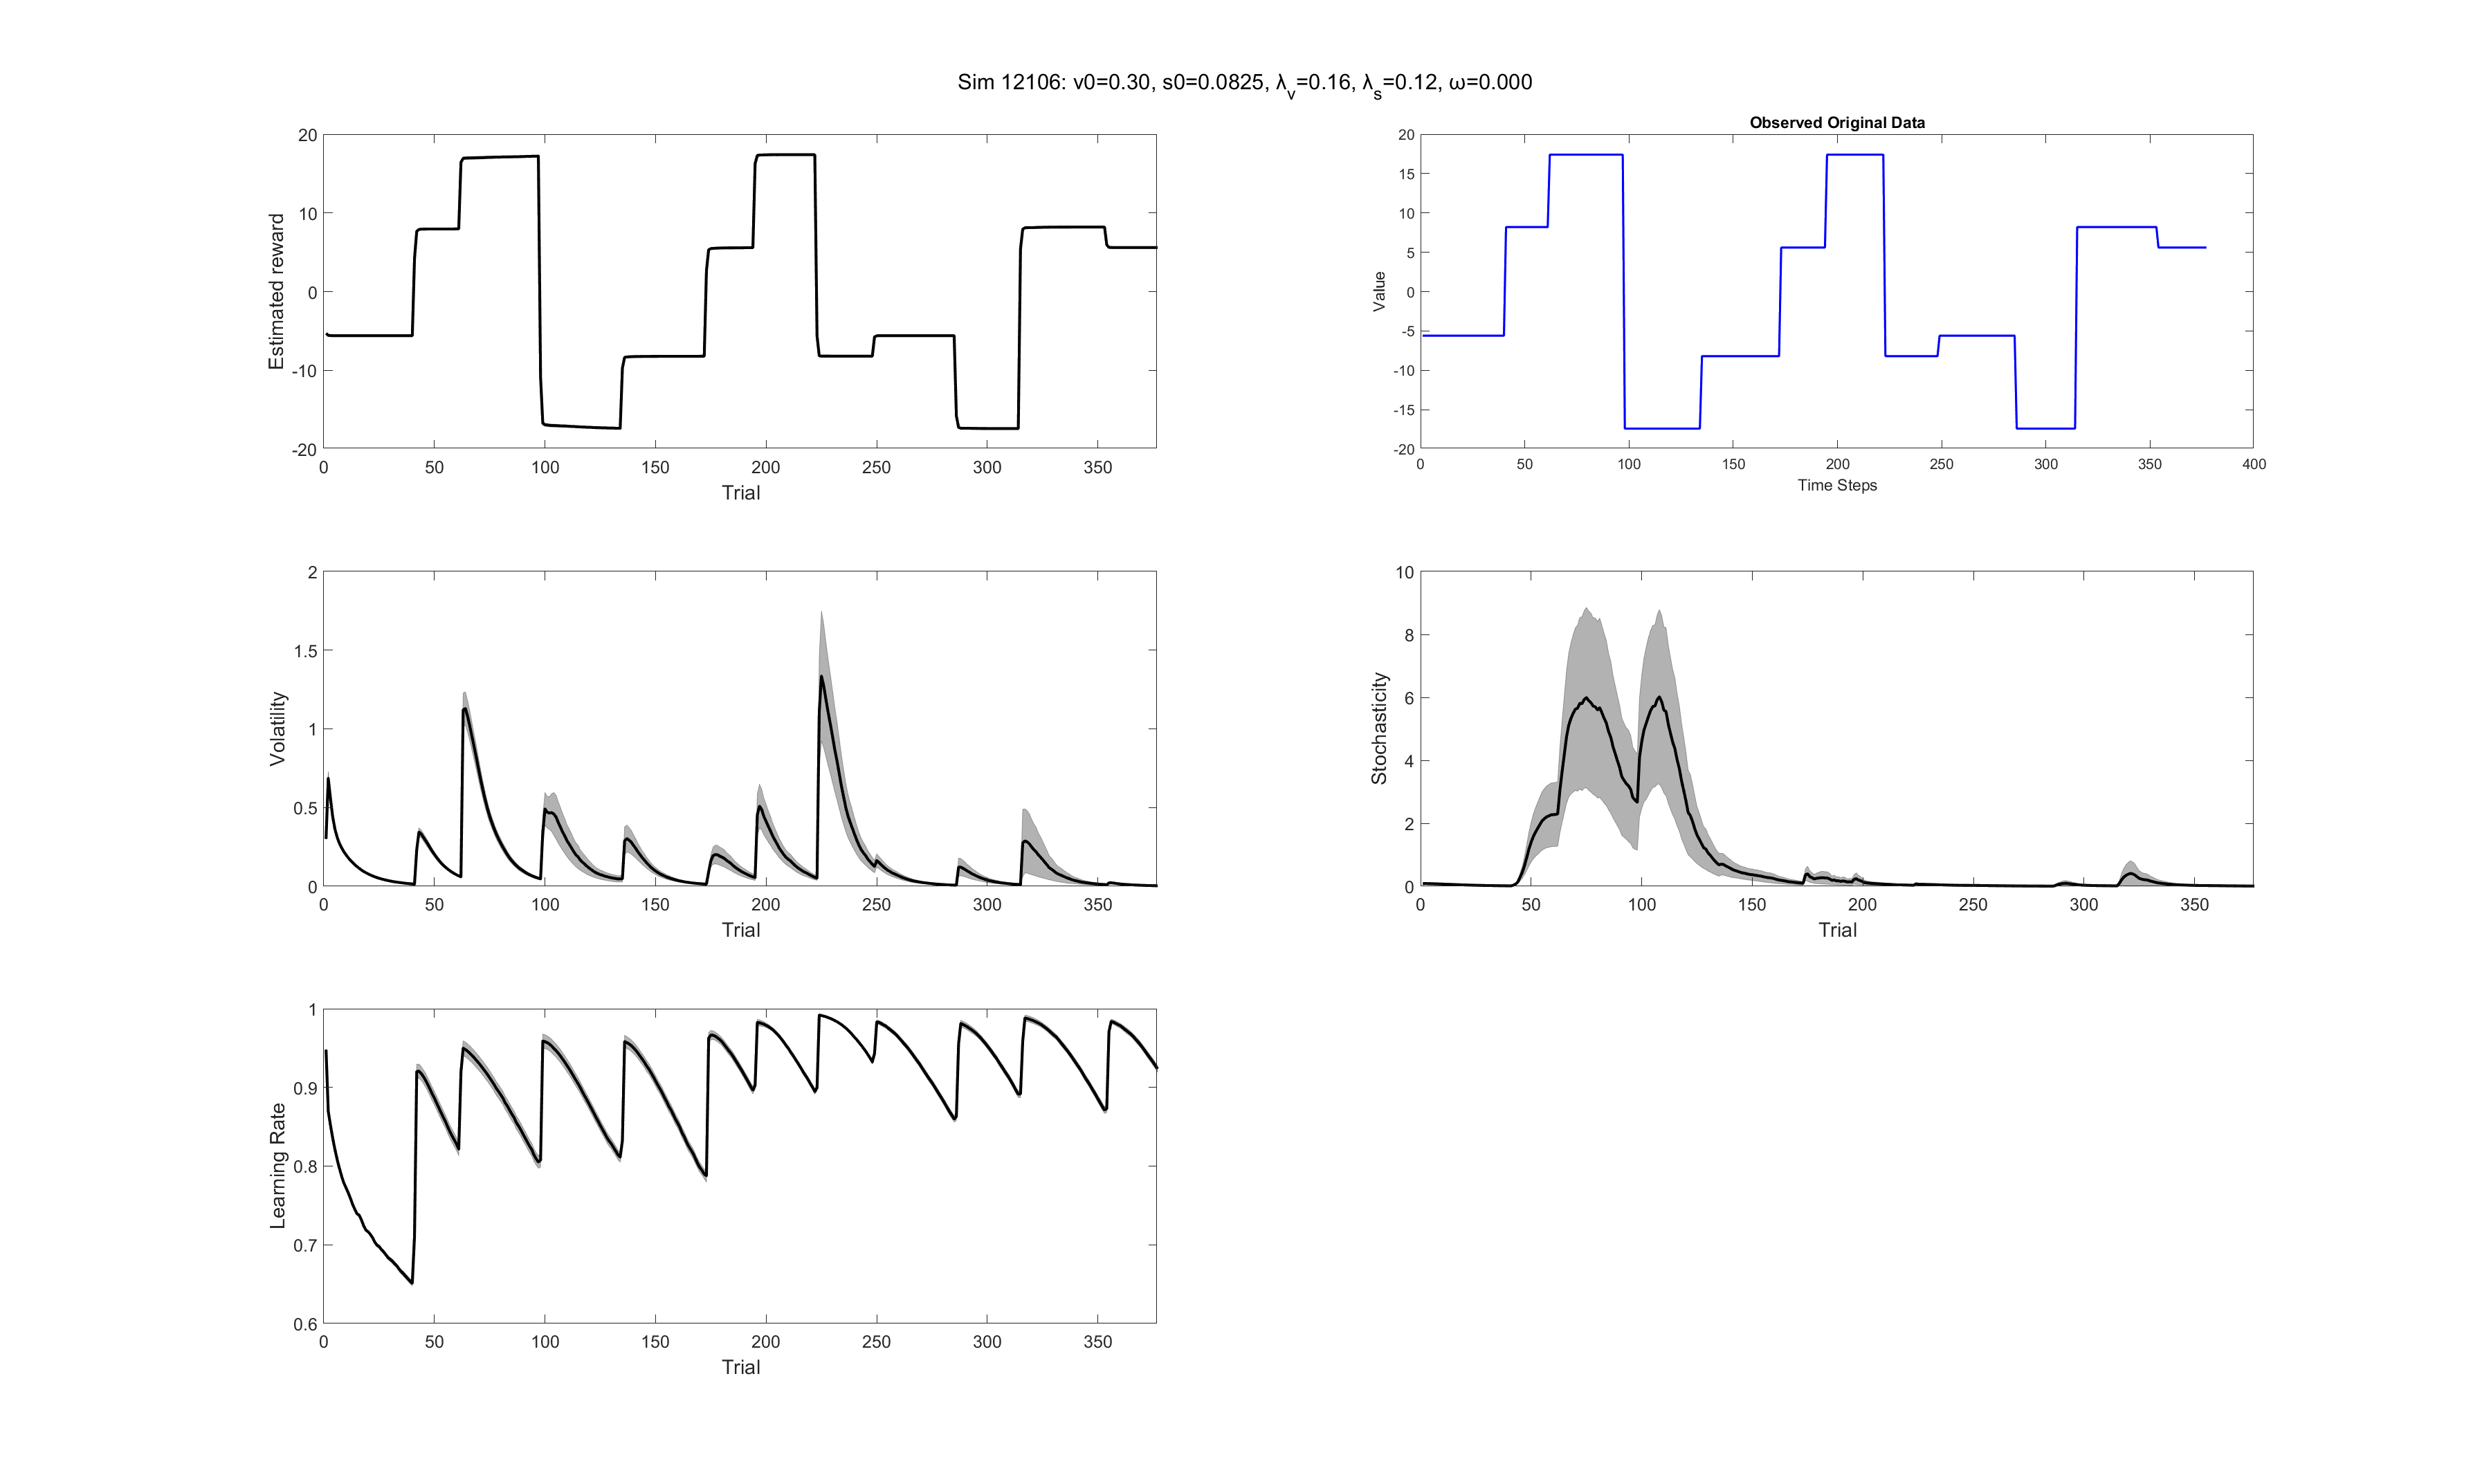 Sim 12106: v0=0.30, s0=0.0825, λv=0.16, λs=0.12, ω=0.000
20
10
0
-10
-20
Estimated reward
0 50 100 150 200 250 300 350
Trial
Observed Original Data
20
15
10
5
0
-5
-10
-15
-20
Value
0 50 100 150 200 250 300 350 400
Time Steps
2
1.5
1
0.5
0
Volatility
0 50 100 150 200 250 300 350
Trial
10
8
6
4
2
0
Stochasticity
0 50 100 150 200 250 300 350
Trial
1
0.9
0.8
0.7
0.6
Learning Rate
0 50 100 150 200 250 300 350
Trial